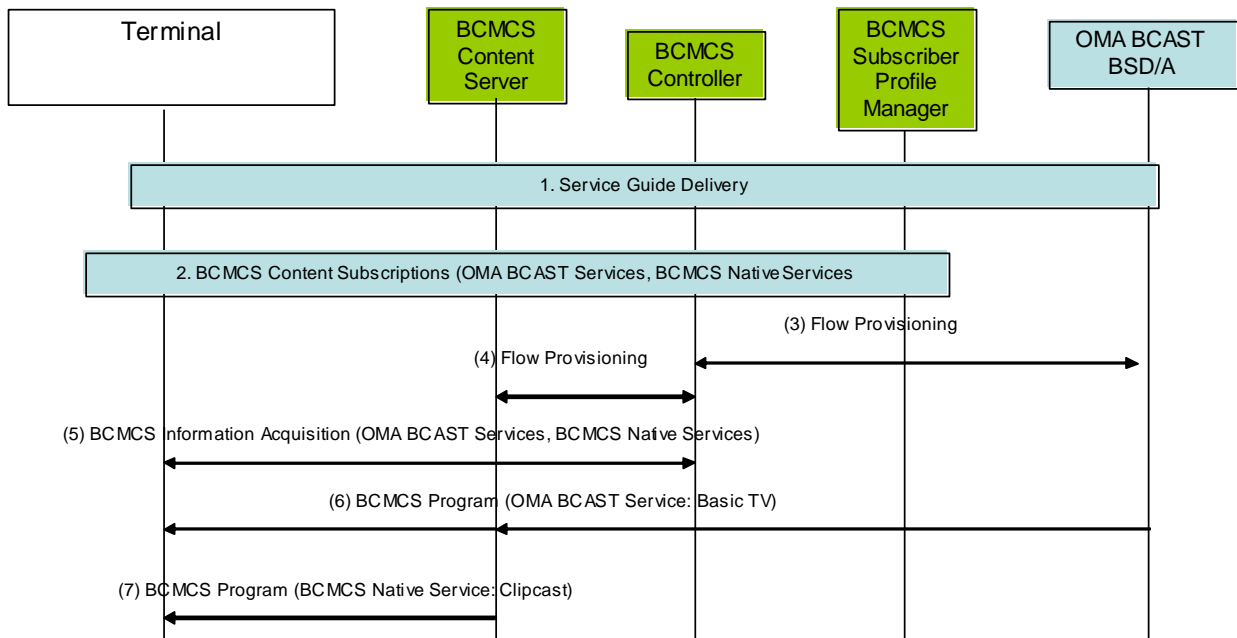 Terminal
BCMCS
Content
Server
BCMCS
Controller
BCMCS
Subscriber
Profile
Manager
OMA BCAST
BSD/A
1. Service Guide Delivery
2. BCMCS Content Subscriptions (OMA BCAST Services, BCMCS Native Services
(3) Flow Provisioning
(4) Flow Provisioning
(5) BCMCS Information Acquisition (OMA BCAST Services, BCMCS Native Services)
(6) BCMCS Program (OMA BCAST Service: Basic TV)
(7) BCMCS Program (BCMCS Native Service: Clipcast)